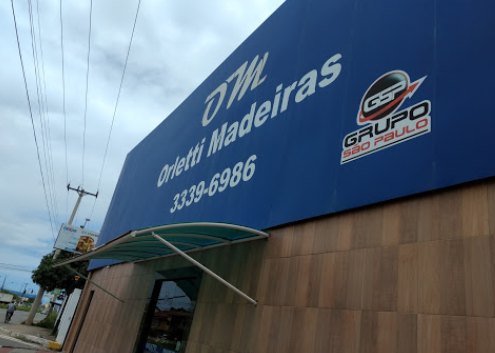 OM
Orletti Madeiras
3339-6986
GSP
GRUPO
SÃO PAULO